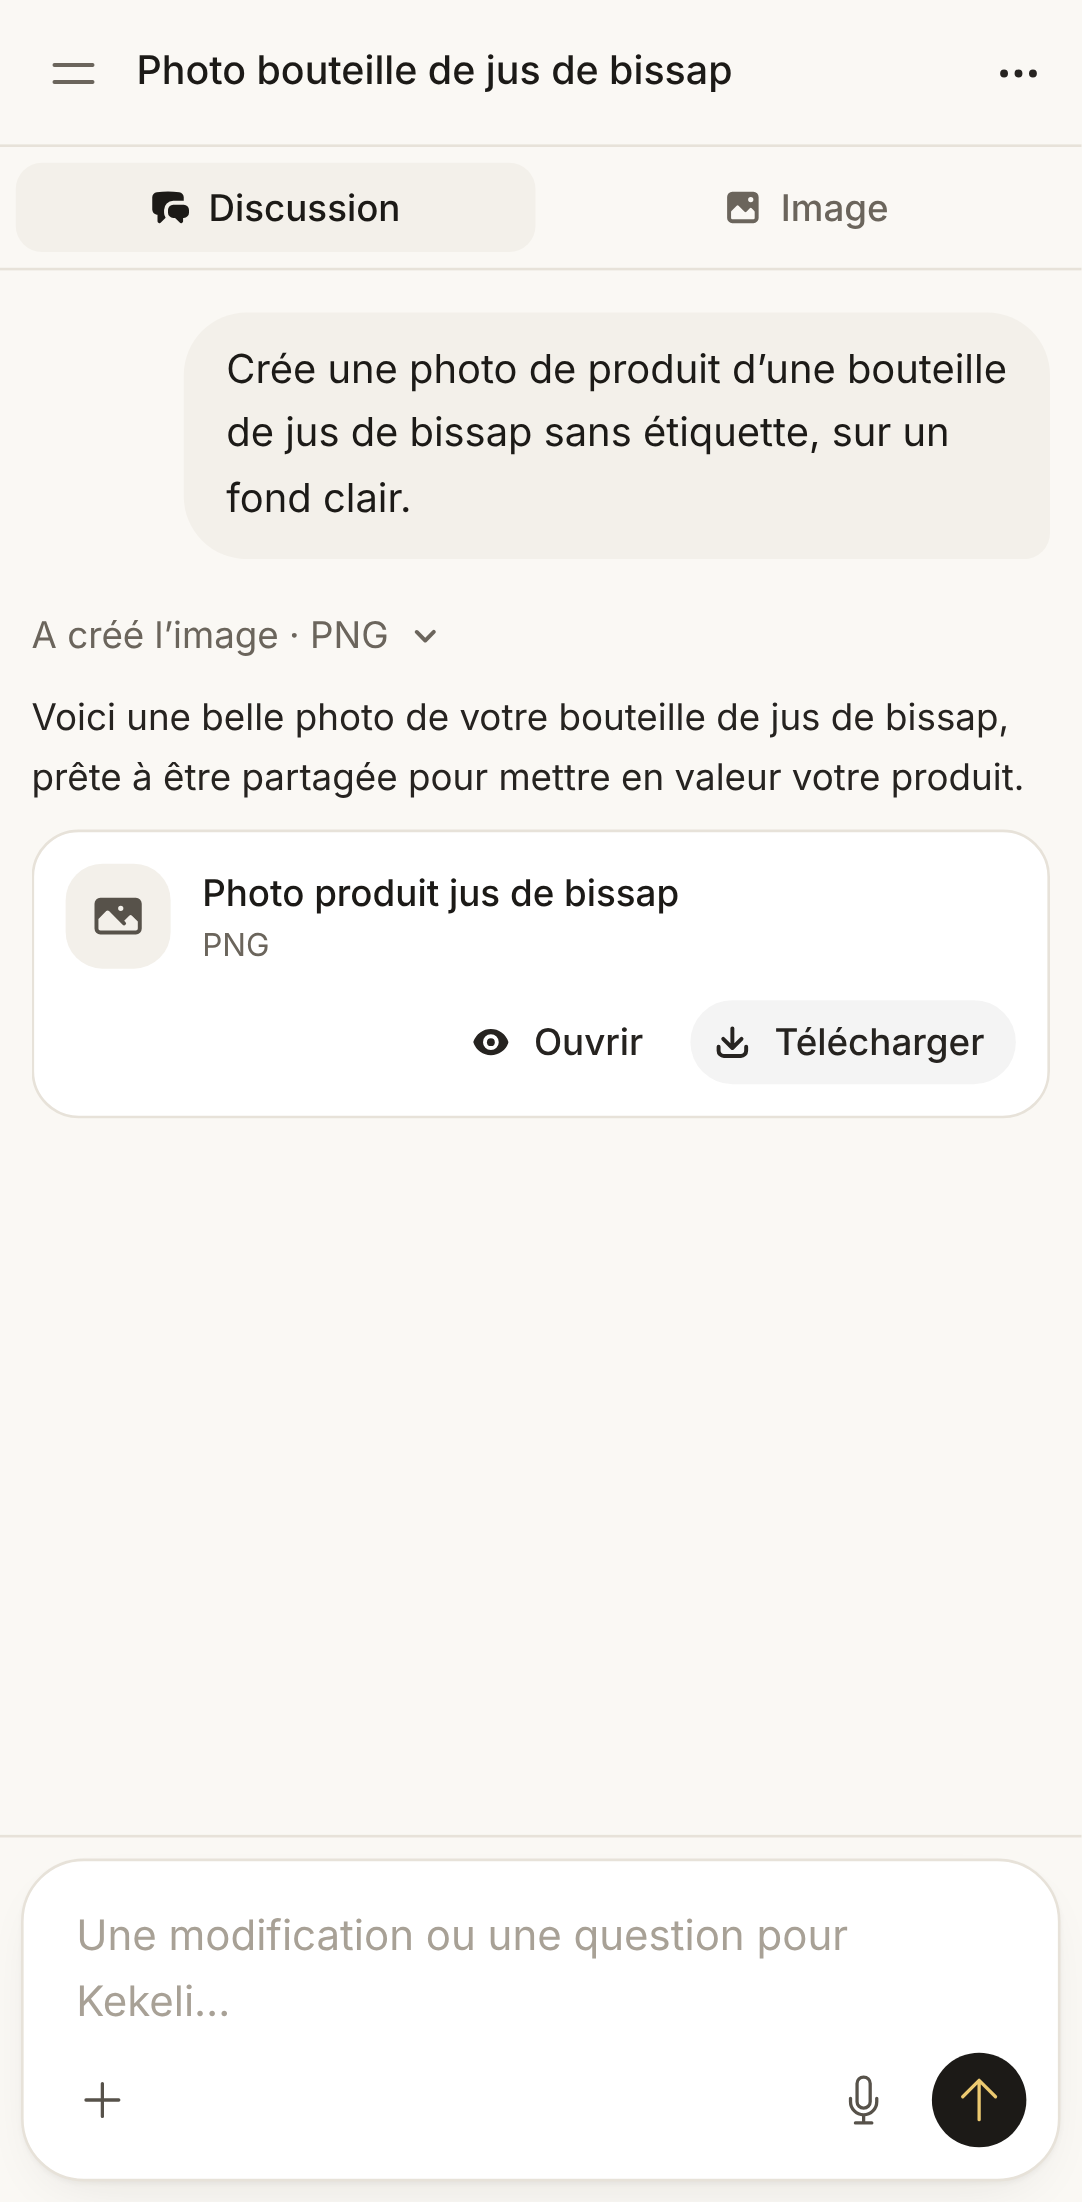 Photo bouteille de jus de bissap
Discussion
Image
Crée une photo de produit d’une bouteille
de jus de bissap sans étiquette, sur un
fond clair.
A créé l’image · PNG
Voici une belle photo de votre bouteille de jus de bissap,
prête à être partagée pour mettre en valeur votre produit.
Photo produit jus de bissap
PNG
Ouvrir
Télécharger
Une modification ou une question pour
Kekeli...